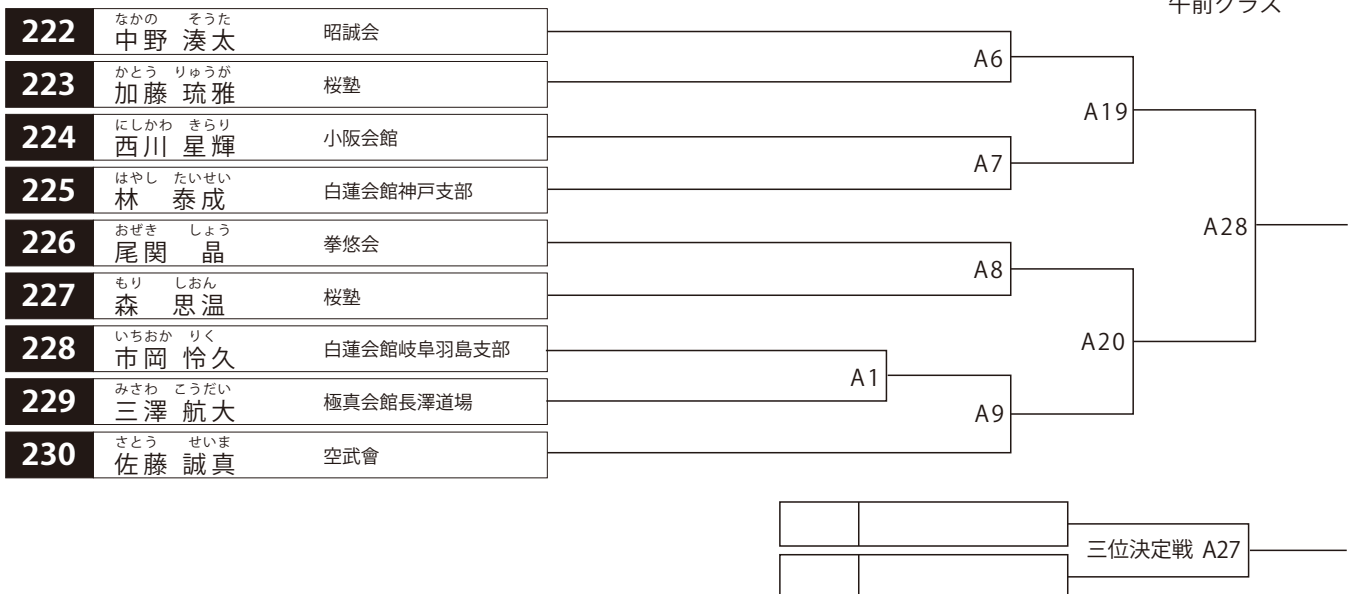 午前クラス
222 なかの そうた 中野 湊太 昭誠会
223 かとう りゅうが 加藤 琉雅 桜塾
224 にしかわ きらり 西川 星輝 小阪会館
225 はやし たいせい 林 泰成 白蓮会館神戸支部
226 おぜき しょう 尾関 晶 拳悠会
227 もり しおん 森 思温 桜塾
228 いちおか りく 市岡 怜久 白蓮会館岐阜羽島支部
229 みさわ こうだい 三澤 航大 極真会館長澤道場
230 さとう せいま 佐藤 誠真 空武會
A6
A19
A7
A28
A8
A20
A1
A9
三位決定戦 A27